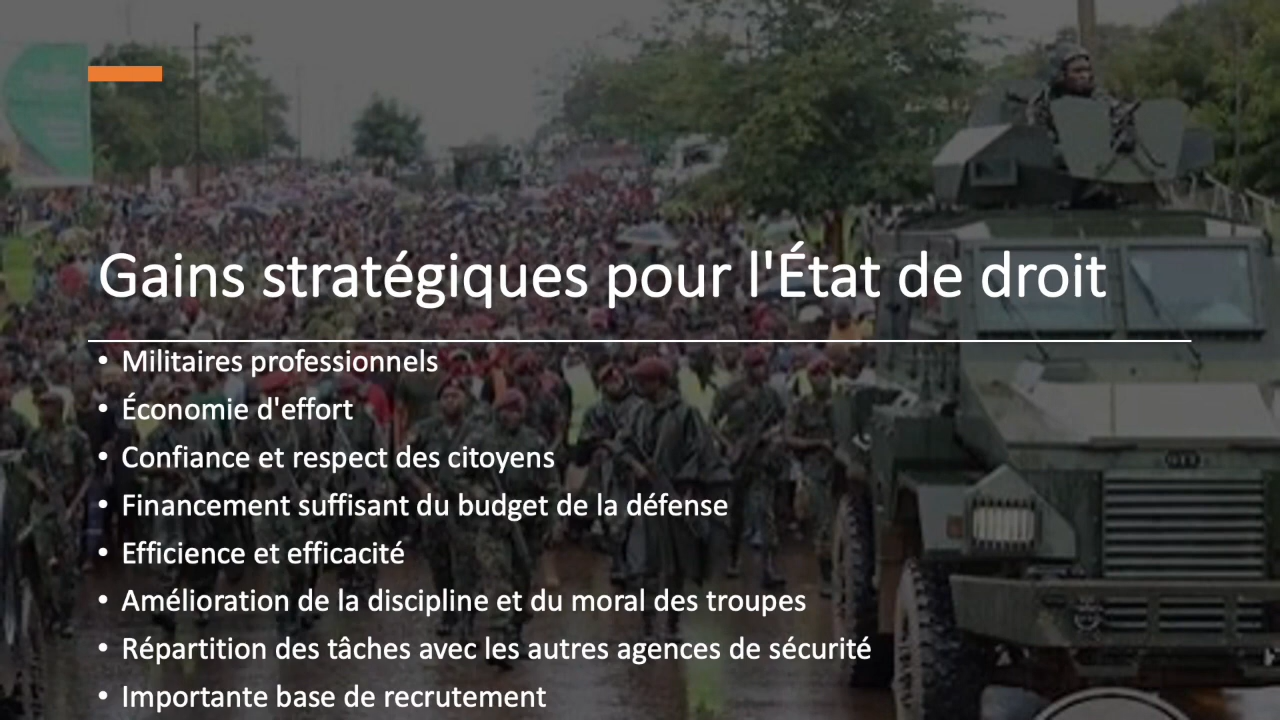 Gains stratégiques pour l'État de droit
• Militaires professionnels
• Économie d'effort
• Confiance et respect des citoyens
• Financement suffisant du budget de la défense
• Efficience et efficacité
• Amélioration de la discipline et du moral des troupes
• Répartition des tâches avec les autres agences de sécurité
• Importante base de recrutement